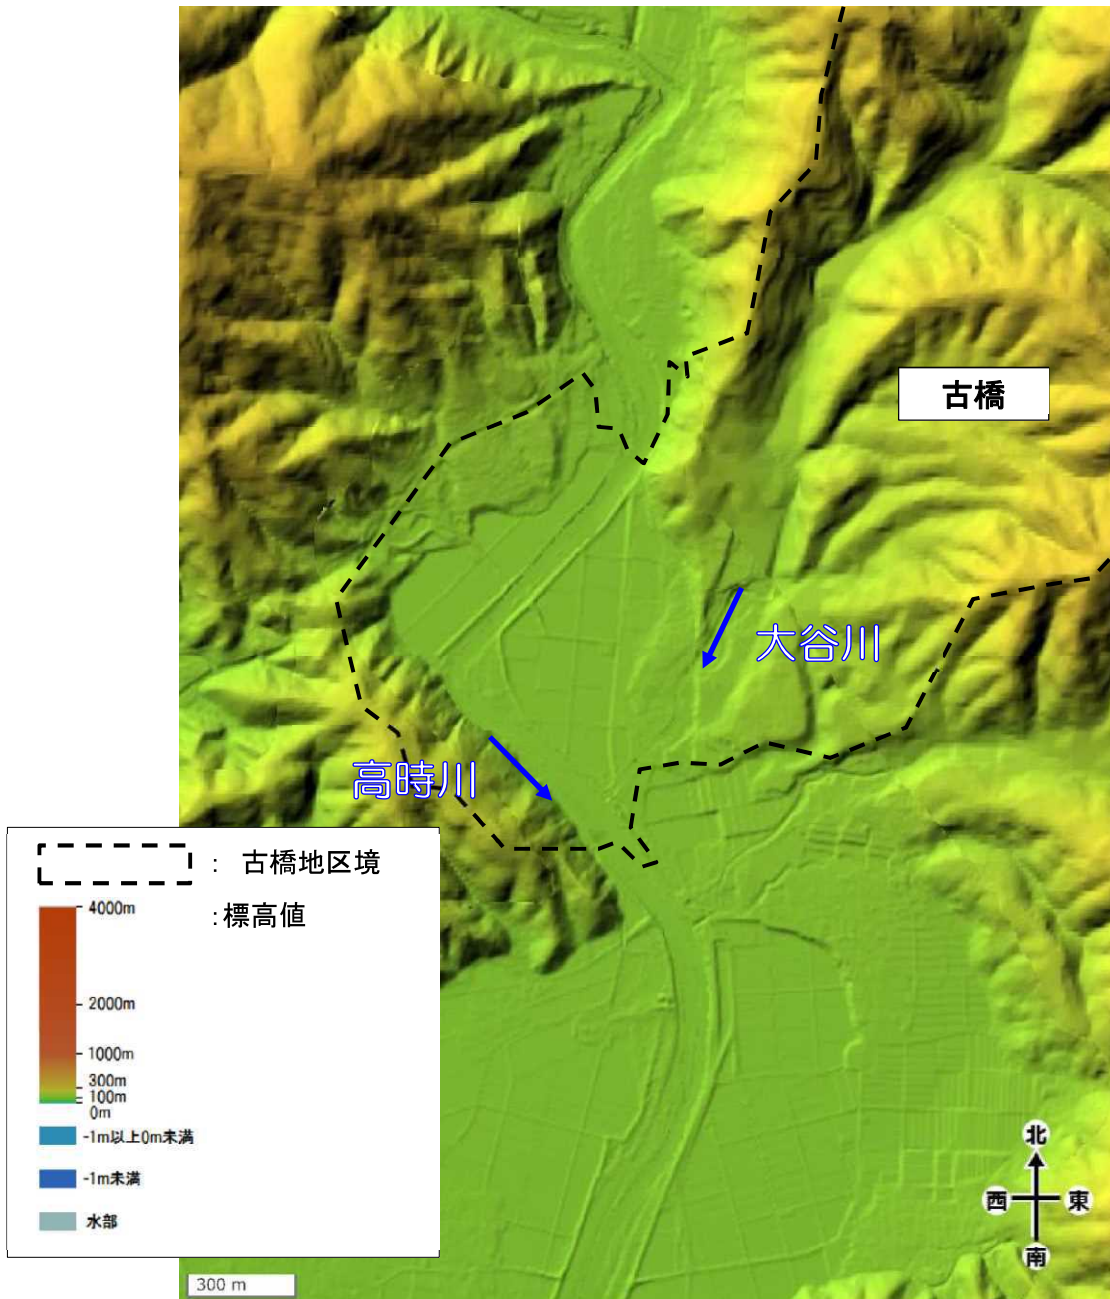 古橋
大谷川
高時川
： 古橋地区境
：標高値
4000m
2000m
1000m
300m
100m
0m
-1m以上0m未満
-1m未満
水部
北
西
東
南
300 m